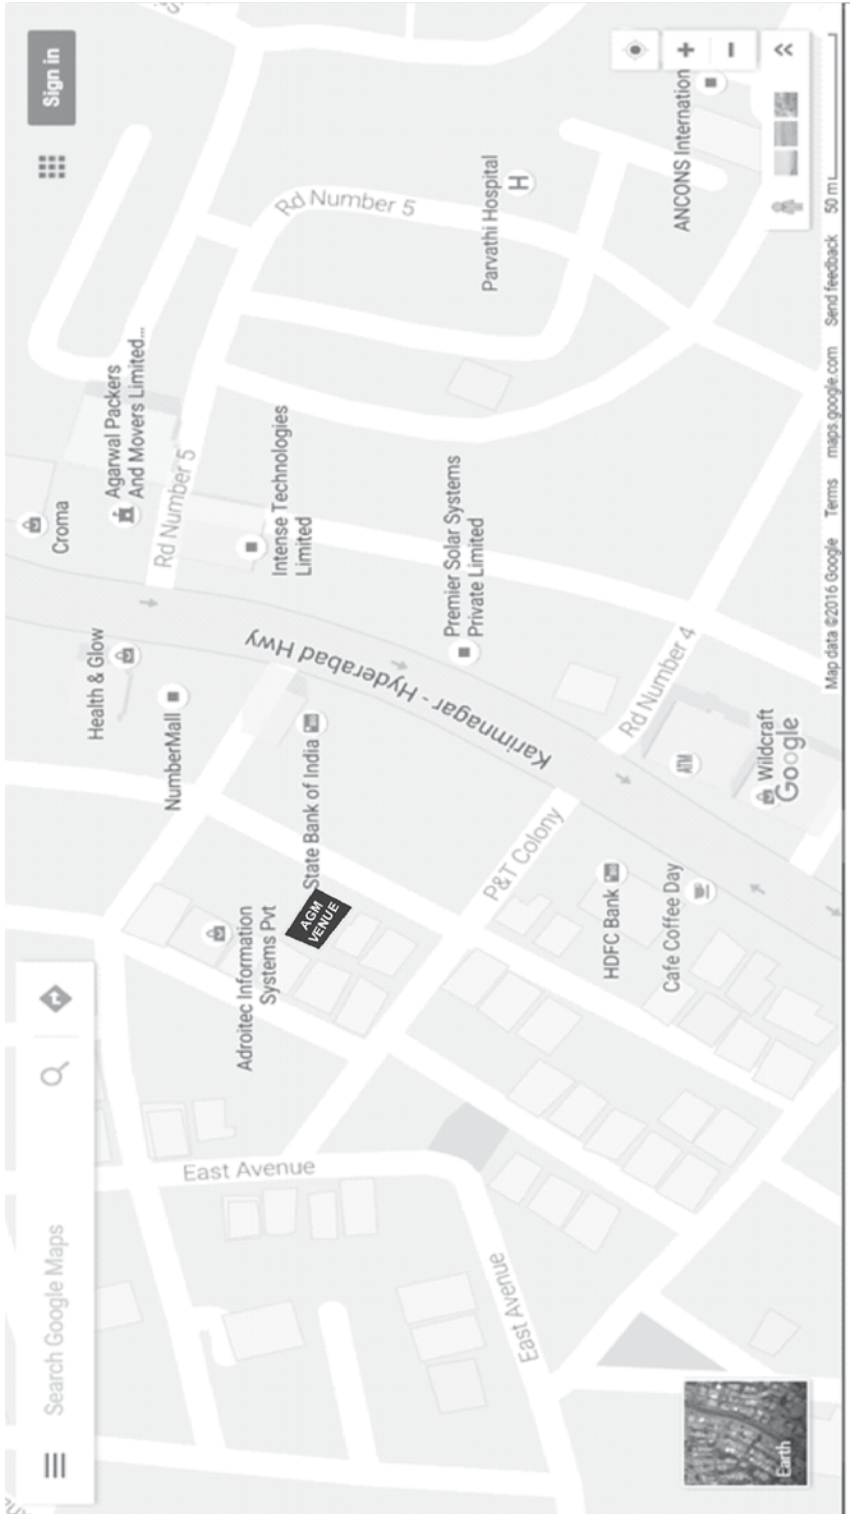 Search Google Maps
Sign in
Croma
Health & Glow
Agarwal Packers
And Movers Limited...
NumberMall
Rd Number 5
Rd Number 5
East Avenue
Adroitec Information
Systems Pvt
State Bank of India
AGM
VENUE
Intense Technologies
Limited
Karimnagar - Hyderabad Hwy
Premier Solar Systems
Private Limited
Parvathi Hospital
H
East Avenue
P&T Colony
HDFC Bank
Cafe Coffee Day
Rd Number 4
ATM
ANCONS Internation
Wildcraft
Google
Earth
Map data ©2016 Google Terms maps.google.com Send feedback 50 m